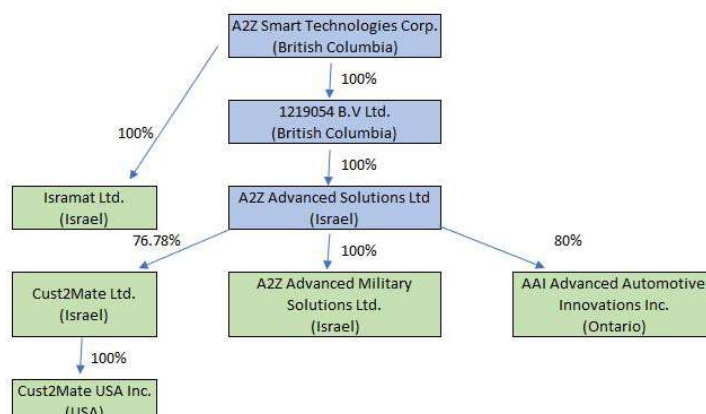 A2Z Smart Technologies Corp.
(British Columbia)
100%
1219054 B.V Ltd.
(British Columbia)
100%
100%
Isramat Ltd.
(Israel)
A2Z Advanced Solutions Ltd
(Israel)
76.78%
100%
80%
Cust2Mate Ltd.
(Israel)
A2Z Advanced Military
Solutions Ltd.
(Israel)
AAI Advanced Automotive
Innovations Inc.
(Ontario)
100%
Cust2Mate USA Inc.
(USA)